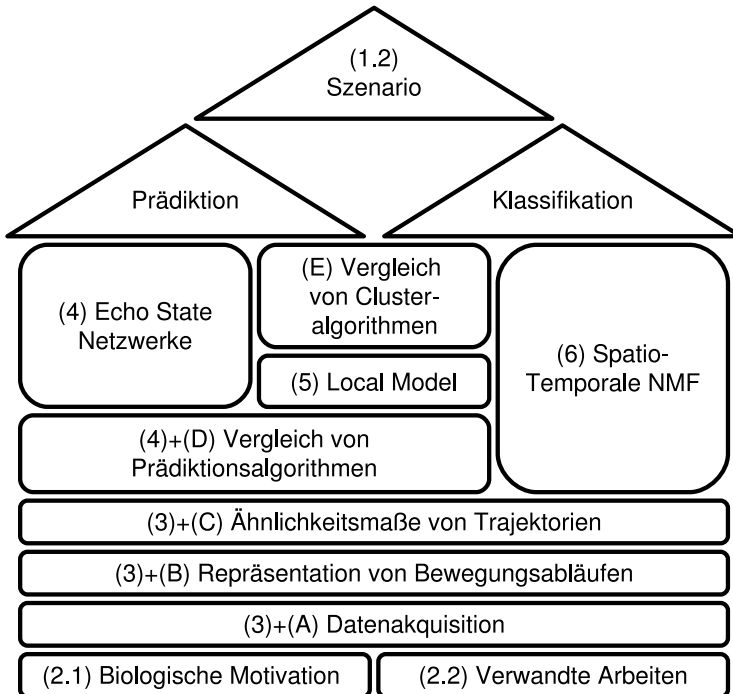 (1.2)
Szenario
Prädiktion
Klassifikation
(4) Echo State
Netzwerke
(E) Vergleich
von Cluster-
algorithmen
(5) Local Model
(6) Spatio-
Temporale NMF
(4)+(D) Vergleich von
Prädiktionsalgorithmen
(3)+(C) Ähnlichkeitsmaße von Trajektorien
(3)+(B) Repräsentation von Bewegungsabläufen
(3)+(A) Datenakquisition
(2.1) Biologische Motivation
(2.2) Verwandte Arbeiten